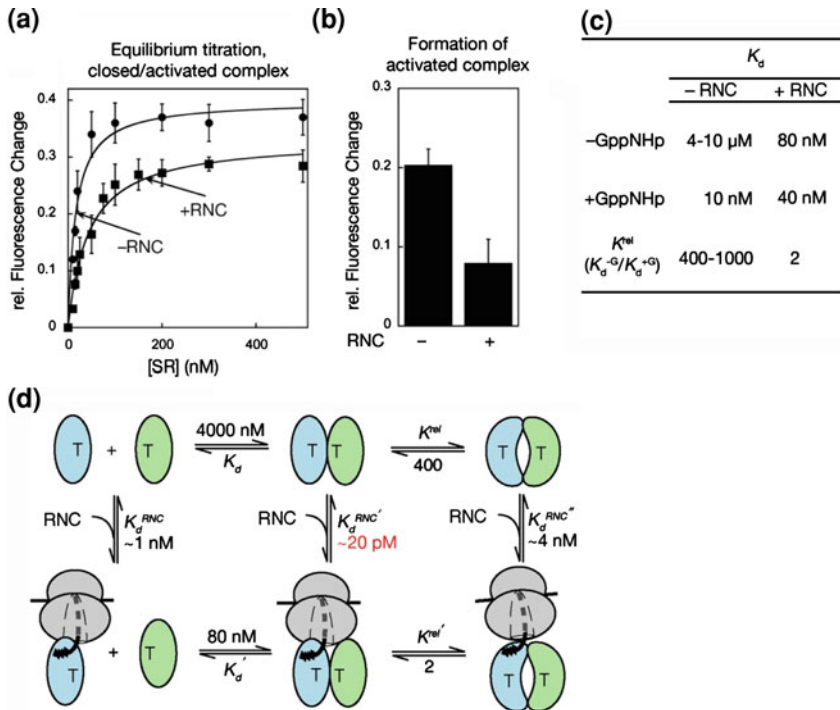 (a)
Equilibrium titration,
closed/activated complex
rel. Fluorescence Change
0.4
0.3
0.2
0.1
0
+RNC
−RNC
0 200 400
[SR] (nM)
(b)
Formation of
activated complex
rel. Fluorescence Change
0.2
0.1
0
RNC − +
(c)
Kd
− RNC + RNC
−GppNHp 4-10 µM 80 nM
+GppNHp 10 nM 40 nM
Krel
(Kd-G/Kd+G) 400-1000 2
(d)
T + T
4000 nM
Kd
T T
Krel
400
T T
RNC KdRNC
~1 nM
RNC KdRNC′
~20 pM
RNC KdRNC″
~4 nM
T + T
80 nM
Kd′
T T
Krel′
2
T T